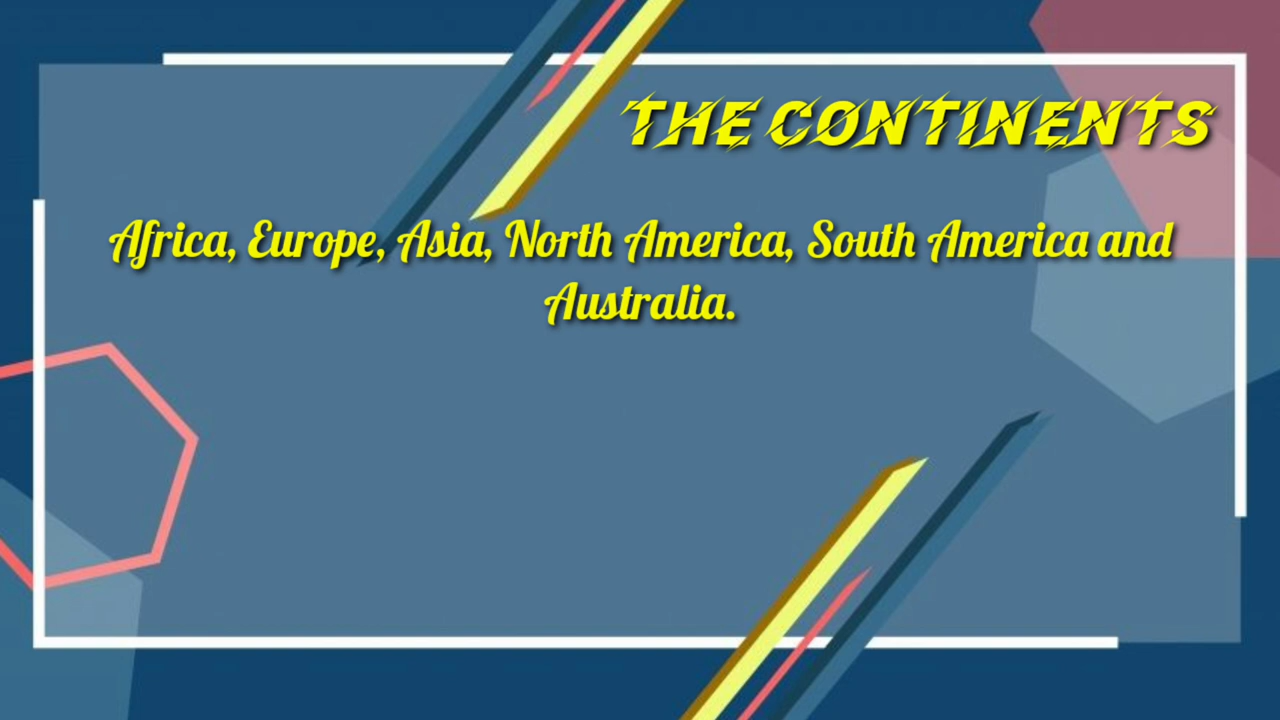 THE CONTINENTS
Africa, Europe, Asia, North America, South America and
Australia.